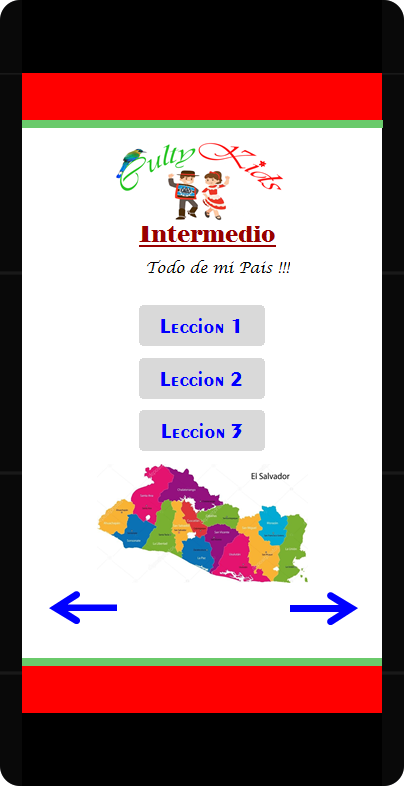 Culty Kids
Intermedio
Todo de mi Pais !!!
Leccion 1
Leccion 2
Leccion 3
El Salvador